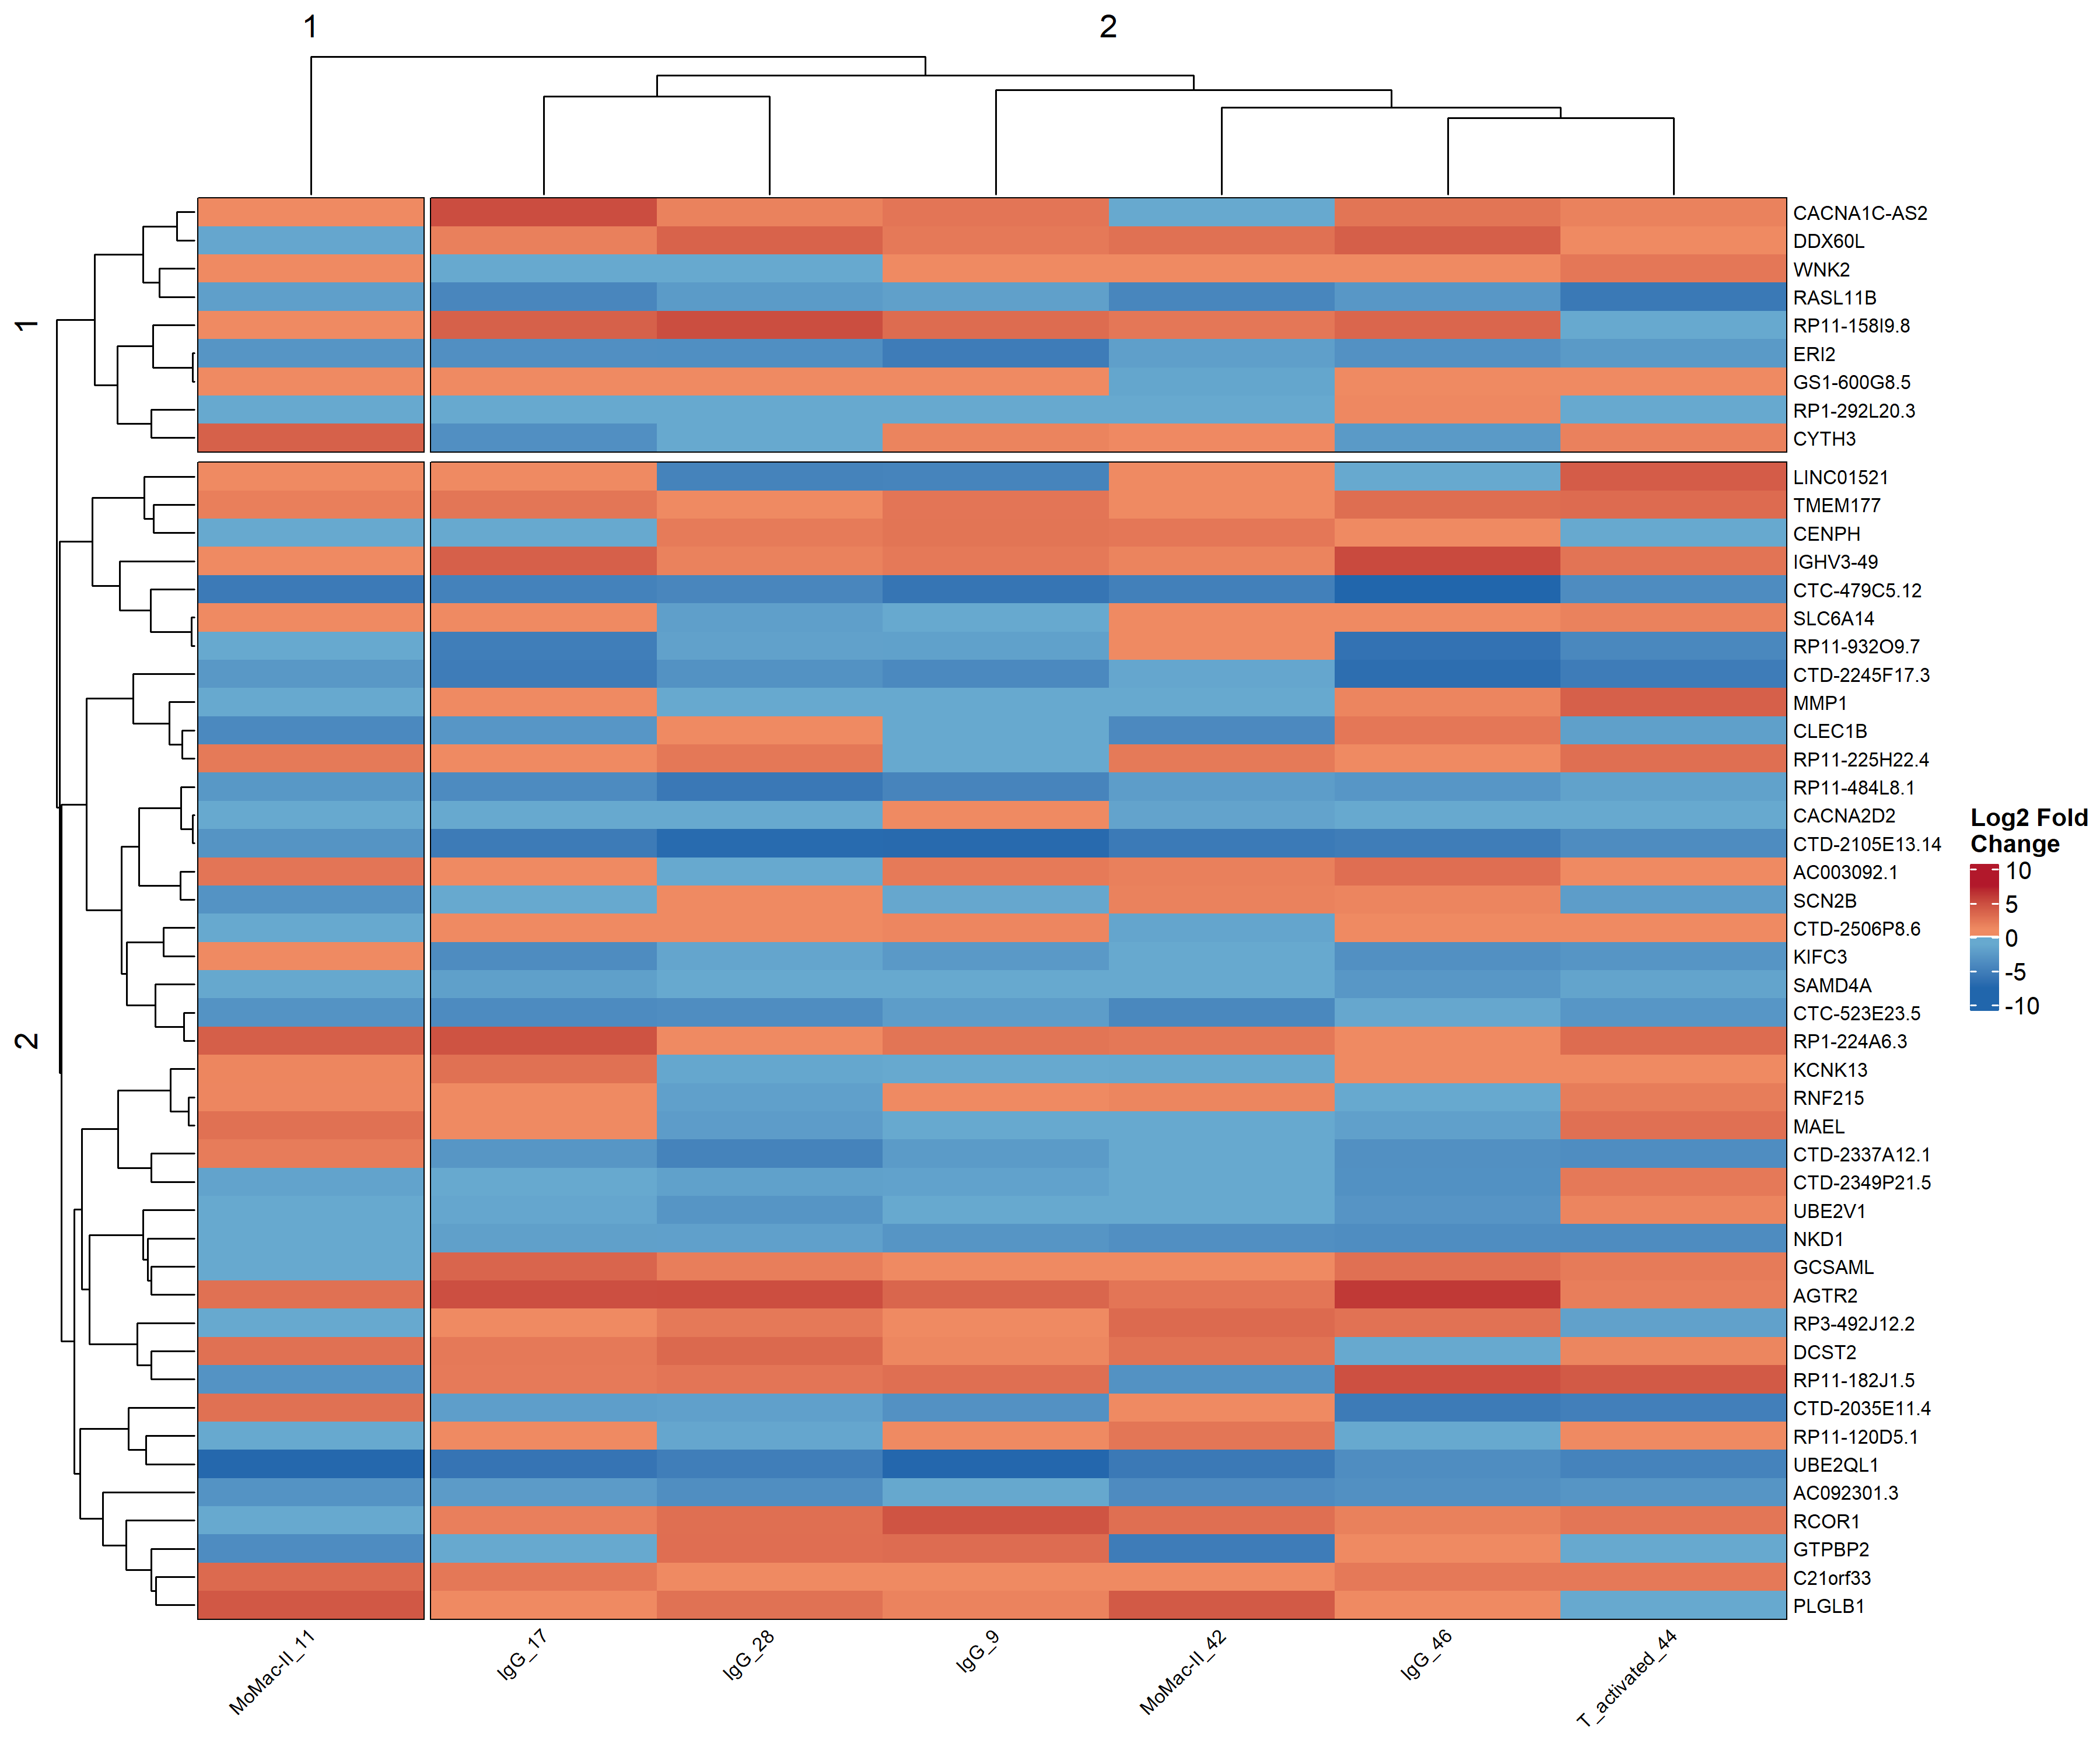 1
2
1
2
CACNA1C-AS2
DDX60L
WNK2
RASL11B
RP11-158I9.8
ERI2
GS1-600G8.5
RP1-292L20.3
CYTH3
LINC01521
TMEM177
CENPH
IGHV3-49
CTC-479C5.12
SLC6A14
RP11-932O9.7
CTD-2245F17.3
MMP1
CLEC1B
RP11-225H22.4
RP11-484L8.1
CACNA2D2
CTD-2105E13.14
AC003092.1
SCN2B
CTD-2506P8.6
KIFC3
SAMD4A
CTC-523E23.5
RP1-224A6.3
KCNK13
RNF215
MAEL
CTD-2337A12.1
CTD-2349P21.5
UBE2V1
NKD1
GCSAML
AGTR2
RP3-492J12.2
DCST2
RP11-182J1.5
CTD-2035E11.4
RP11-120D5.1
UBE2QL1
AC092301.3
RCOR1
GTPBP2
C21orf33
PLGLB1
Log2 Fold
Change
10
5
0
-5
-10
MoMac-II_11
IgG_17
IgG_28
IgG_9
MoMac-II_42
IgG_46
T_activated_44